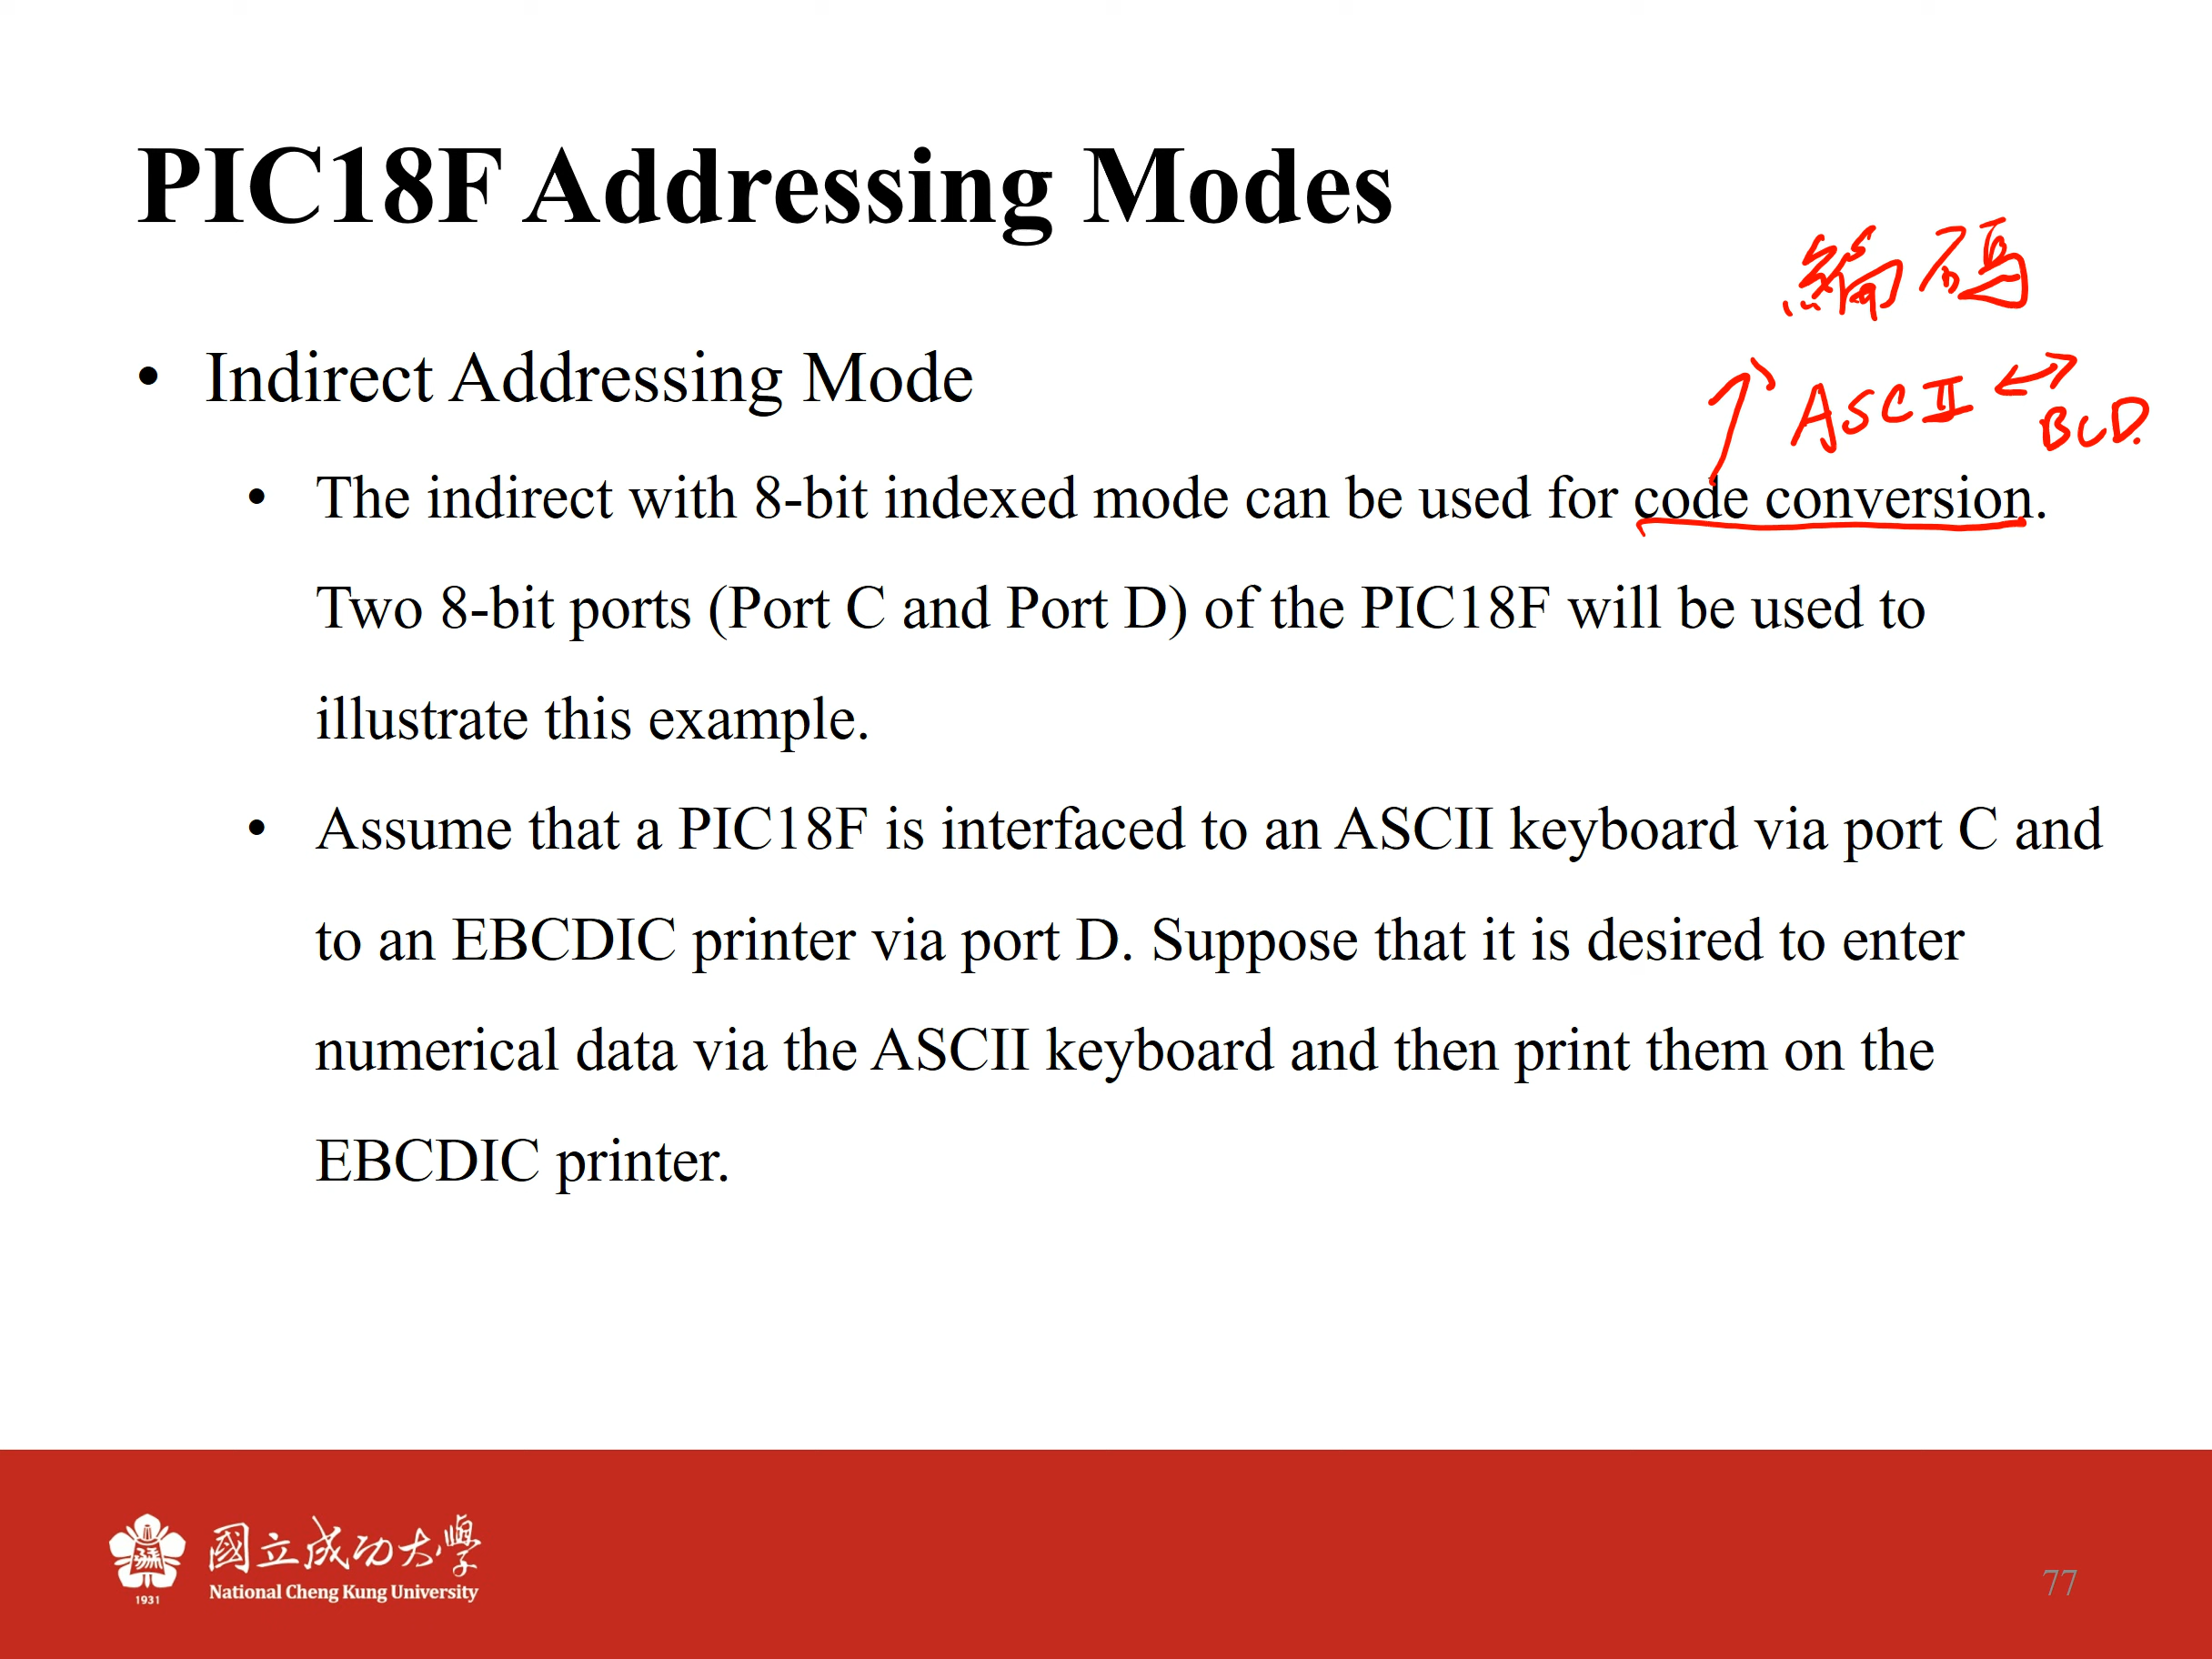 PIC18F Addressing Modes
編碼
• Indirect Addressing Mode
ASCII ↔
BCD.
• The indirect with 8-bit indexed mode can be used for code conversion.
Two 8-bit ports (Port C and Port D) of the PIC18F will be used to
illustrate this example.
• Assume that a PIC18F is interfaced to an ASCII keyboard via port C and
to an EBCDIC printer via port D. Suppose that it is desired to enter
numerical data via the ASCII keyboard and then print them on the
EBCDIC printer.
國立成功大學
National Cheng Kung University
1931
77